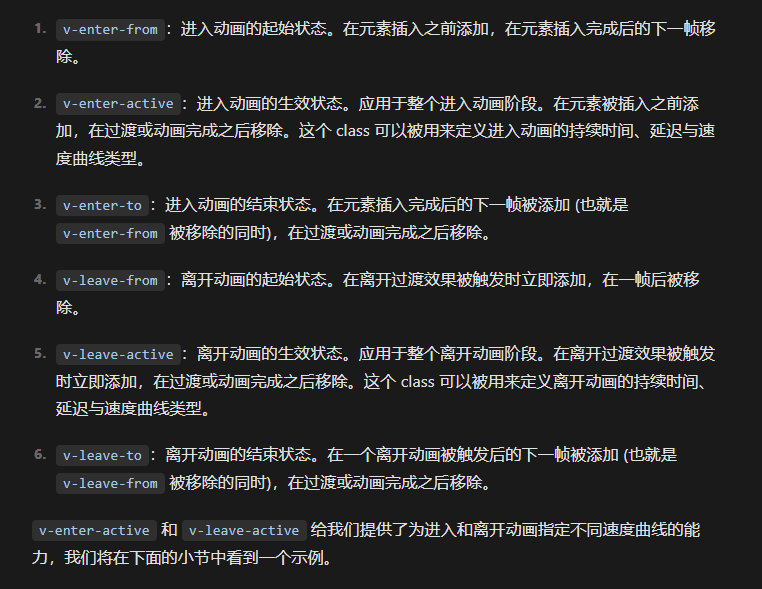 1. v-enter-from：进入动画的起始状态。在元素插入之前添加，在元素插入完成后的下一帧移
除。
2. v-enter-active：进入动画的生效状态。应用于整个进入动画阶段。在元素被插入之前添
加，在过渡或动画完成之后移除。这个 class 可以被用来定义进入动画的持续时间、延迟与速
度曲线类型。
3. v-enter-to：进入动画的结束状态。在元素插入完成后的下一帧被添加 (也就是
v-enter-from 被移除的同时)，在过渡或动画完成之后移除。
4. v-leave-from：离开动画的起始状态。在离开过渡效果被触发时立即添加，在一帧后被移
除。
5. v-leave-active：离开动画的生效状态。应用于整个离开动画阶段。在离开过渡效果被触发
时立即添加，在过渡或动画完成之后移除。这个 class 可以被用来定义离开动画的持续时间、
延迟与速度曲线类型。
6. v-leave-to：离开动画的结束状态。在一个离开动画被触发后的下一帧被添加 (也就是
v-leave-from 被移除的同时)，在过渡或动画完成之后移除。
v-enter-active 和 v-leave-active 给我们提供了为进入和离开动画指定不同速度曲线的能
力，我们将在下面的小节中看到一个示例。